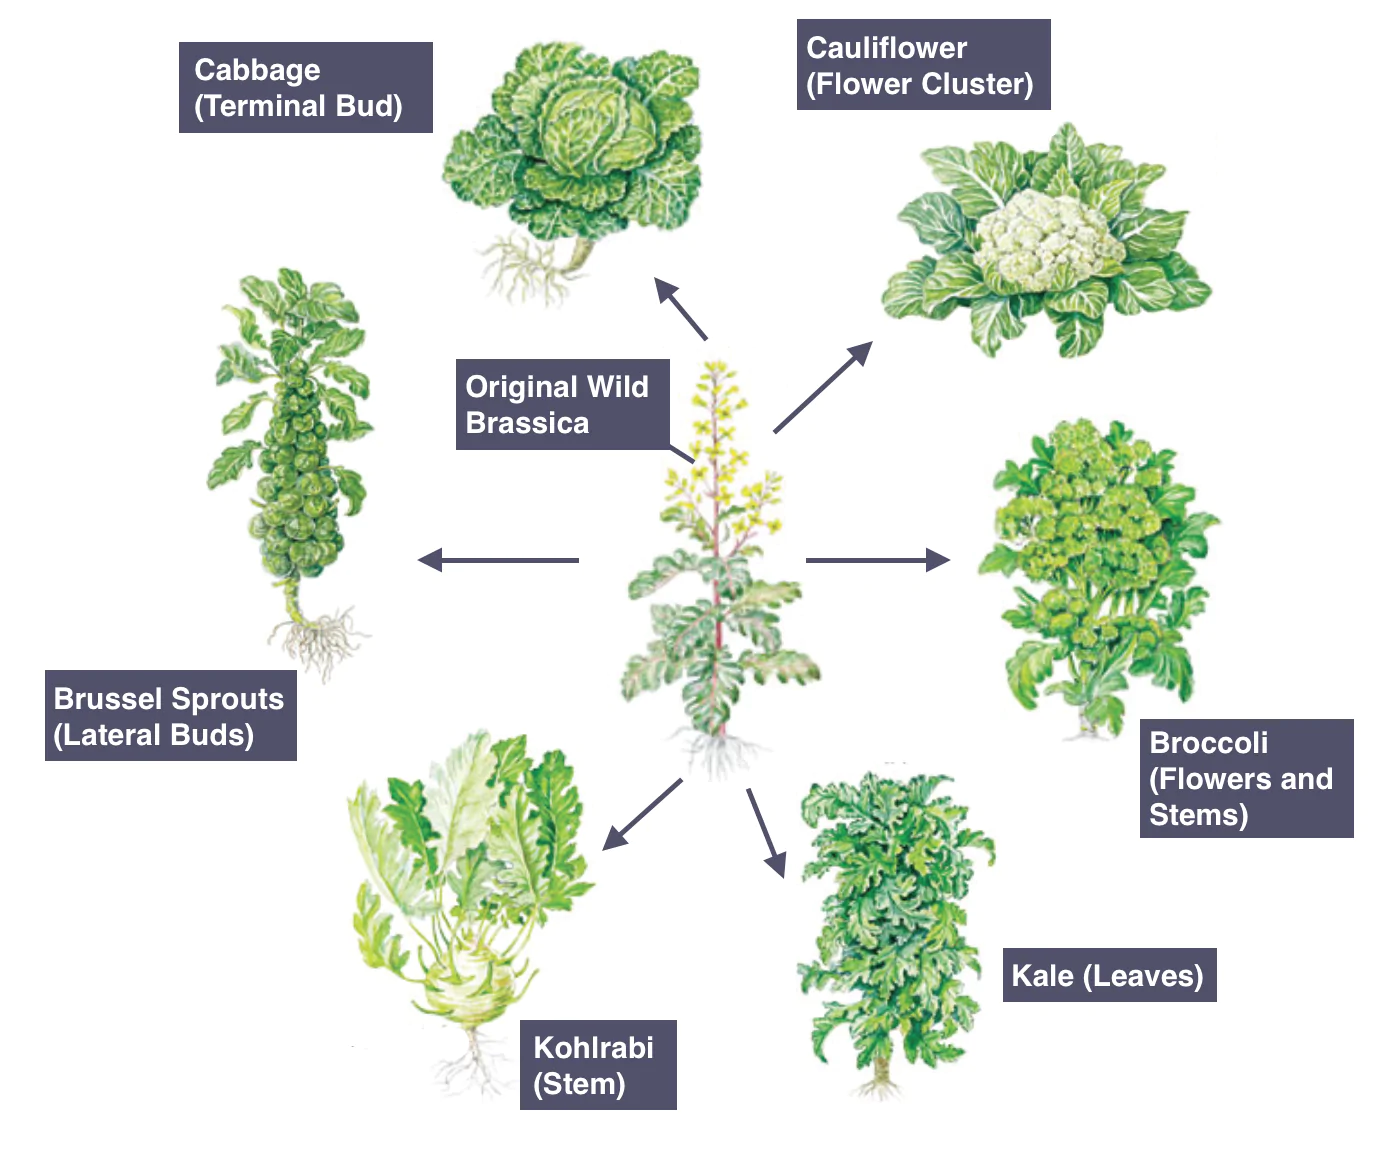 Cabbage
(Terminal Bud)
Cauliflower
(Flower Cluster)
Original Wild
Brassica
Brussel Sprouts
(Lateral Buds)
Broccoli
(Flowers and
Stems)
Kale (Leaves)
Kohlrabi
(Stem)